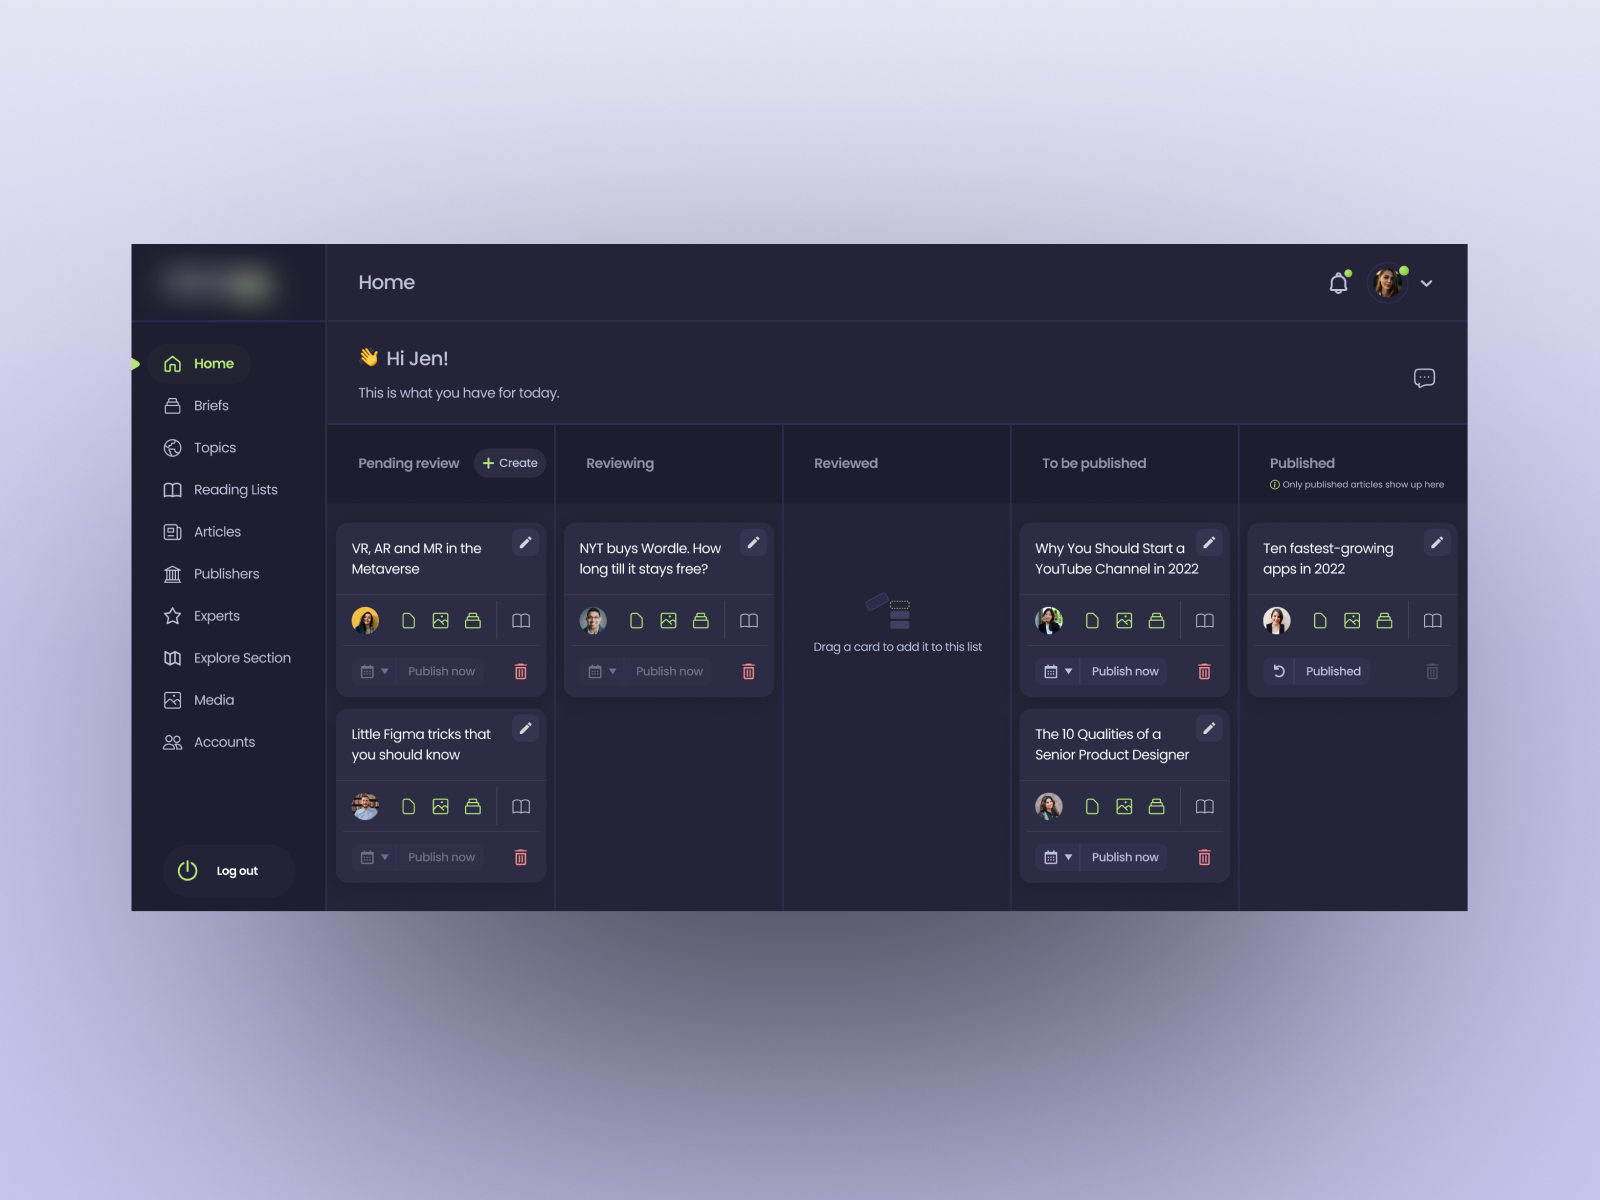 Home
Home
Briefs
Topics
Reading Lists
Articles
Publishers
Experts
Explore Section
Media
Accounts
Log out
👋 Hi Jen!
This is what you have for today.
Pending review
+ Create
VR, AR and MR in the
Metaverse
Publish now
Little Figma tricks that
you should know
Publish now
Reviewing
NYT buys Wordle. How
long till it stays free?
Publish now
Reviewed
Drag a card to add it to this list
To be published
Why You Should Start a
YouTube Channel in 2022
Publish now
The 10 Qualities of a
Senior Product Designer
Publish now
Published
Only published articles show up here
Ten fastest-growing
apps in 2022
Published